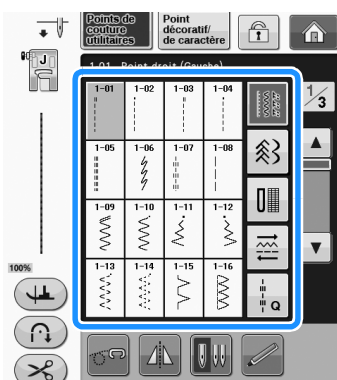 Points de
couture
utilitaires
Point
décoratif/
de caractère
J
1-01 Point droit (Gauche)
1/3
1-01 1-02 1-03 1-04
1-05 1-06 1-07 1-08
1-09 1-10 1-11 1-12
1-13 1-14 1-15 1-16
Q
100%